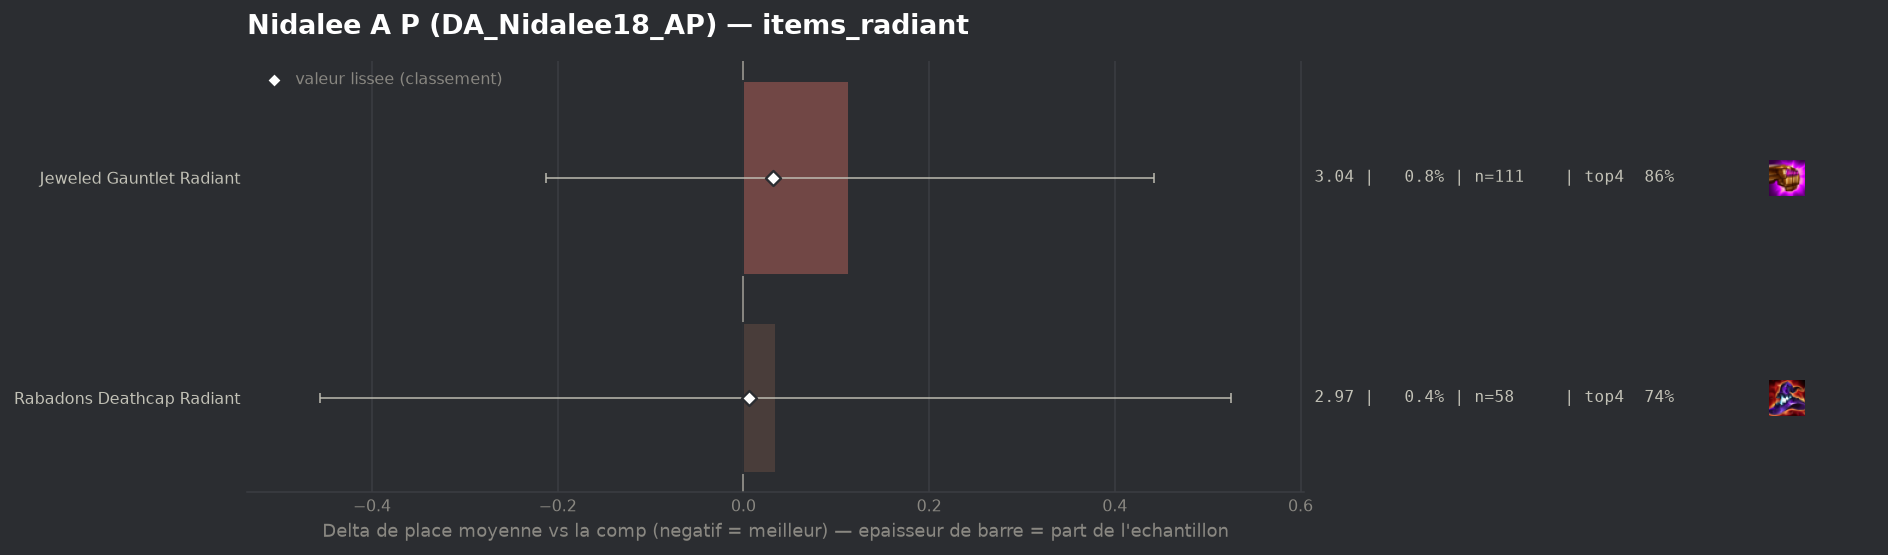 Nidalee A P (DA_Nidalee18_AP) — items_radiant
valeur lissee (classement)
Jeweled Gauntlet Radiant
3.04 | 0.8% | n=111 | top4 86%
Rabadons Deathcap Radiant
2.97 | 0.4% | n=58 | top4 74%
−0.4 −0.2 0.0 0.2 0.4 0.6
Delta de place moyenne vs la comp (negatif = meilleur) — epaisseur de barre = part de l'echantillon